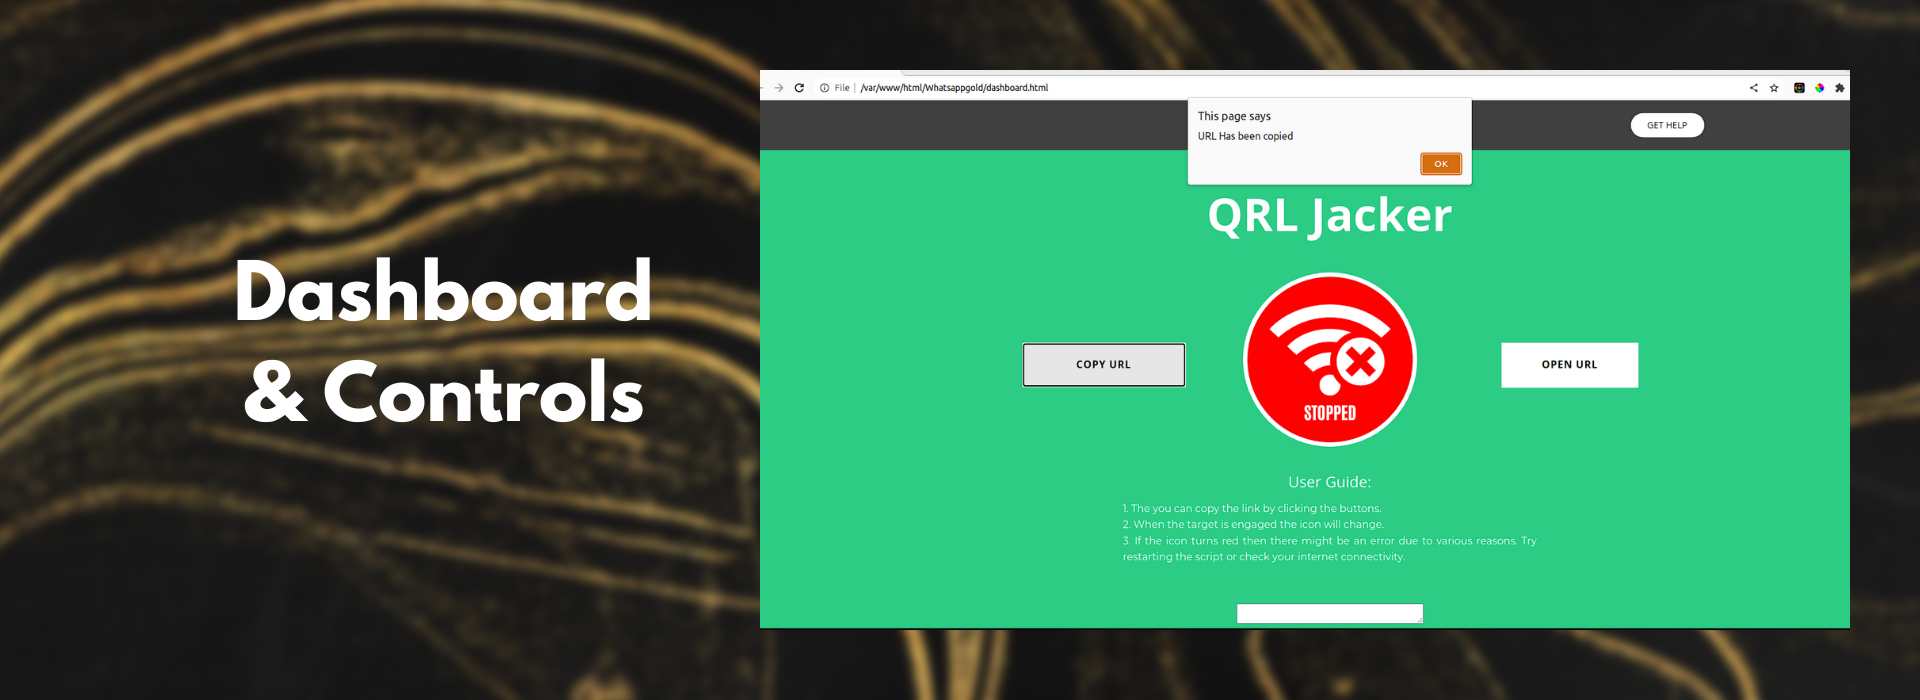 Dashboard
& Controls
File | /var/www/html/Whatsappgold/dashboard.html
This page says
URL Has been copied
OK
GET HELP
QRL Jacker
COPY URL
STOPPED
OPEN URL
User Guide:
1. The you can copy the link by clicking the buttons.
2. When the target is engaged the icon will change.
3. If the icon turns red then there might be an error due to various reasons. Try
restarting the script or check your internet connectivity.